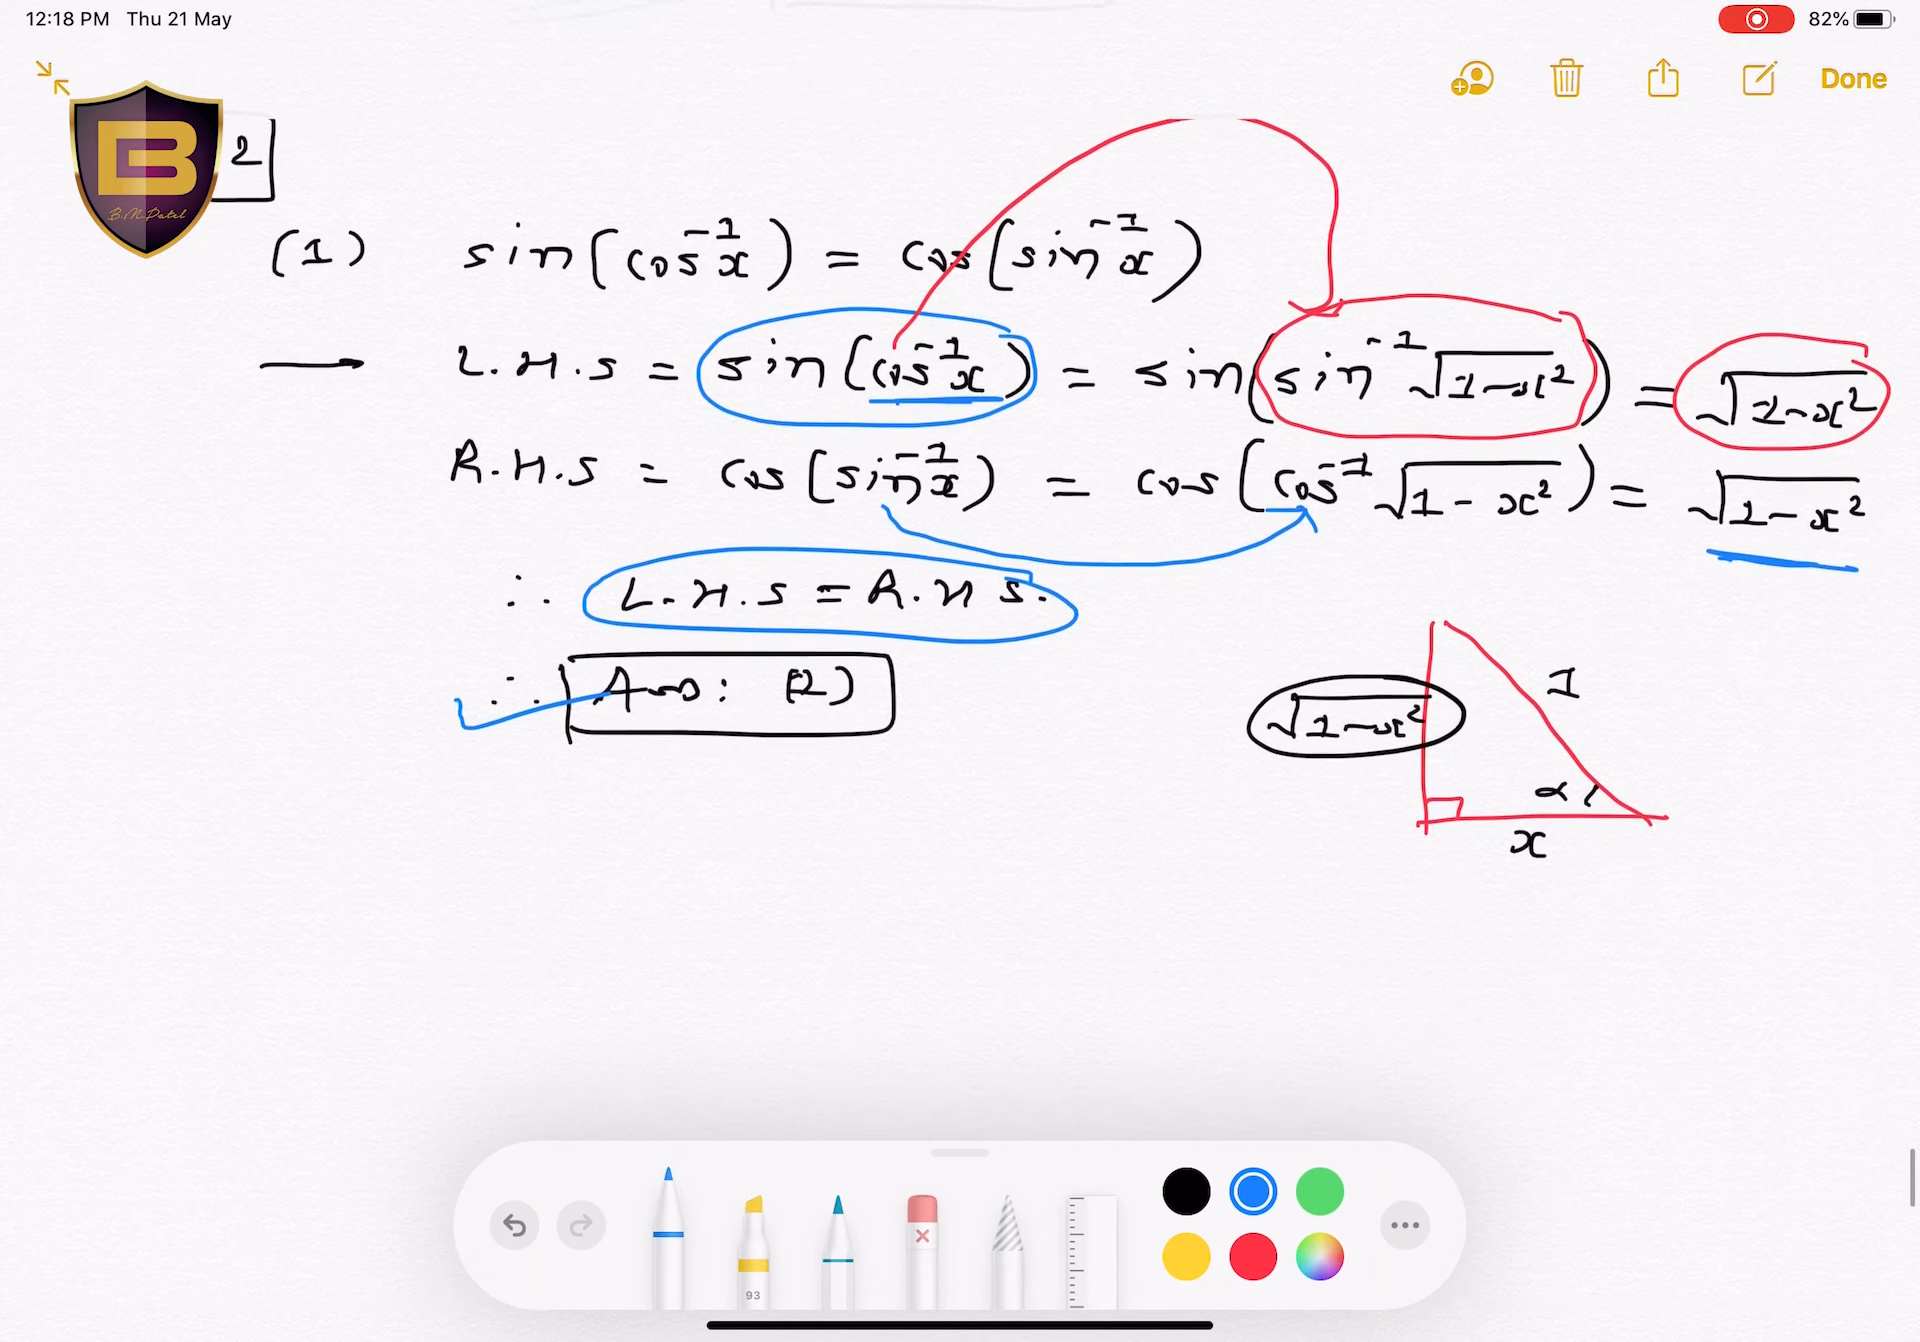 12:18 PM Thu 21 May 82%
Done
B
B.M.Patel
2
(1) sin(cos⁻¹x) = cos(sin⁻¹x)
L.H.S = sin(cos⁻¹x) = sin(sin⁻¹√1-x²) = √1-x²
R.H.S = cos(sin⁻¹x) = cos(cos⁻¹√1-x²) = √1-x²
∴ L.H.S = R.H S.
∴ Ans: (2)
√1-x² 1
α
x
93